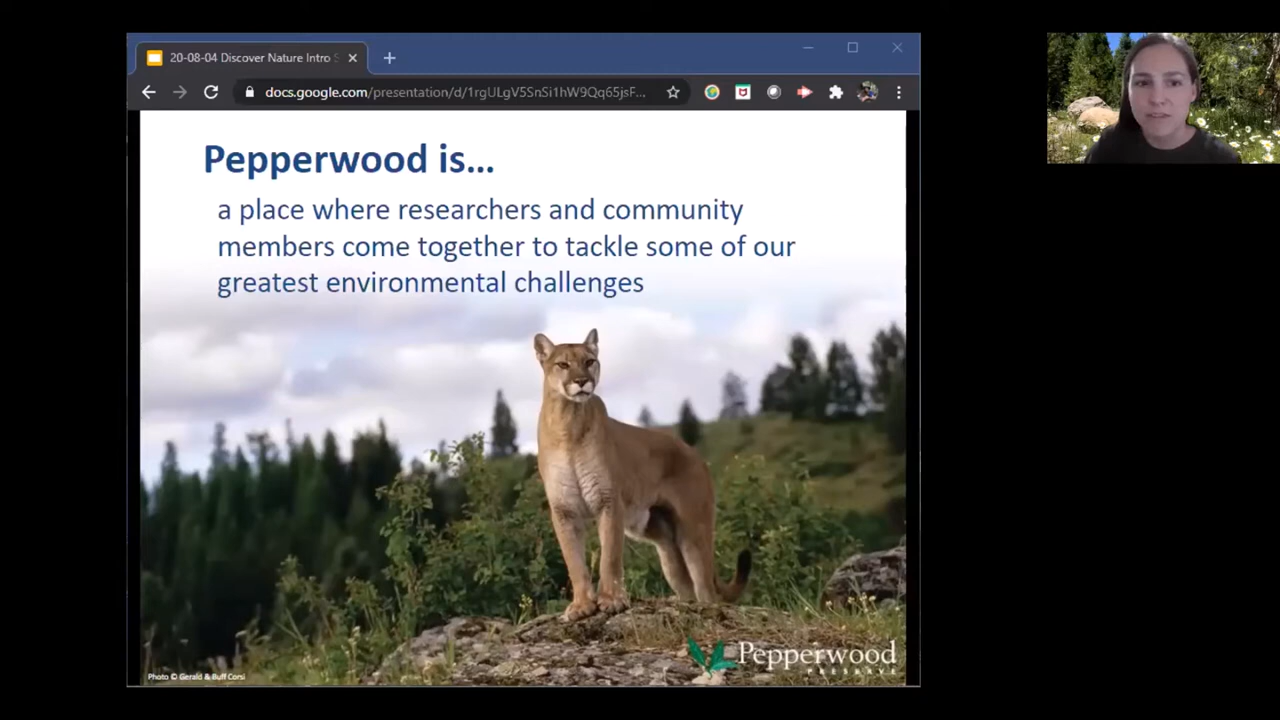 20-08-04 Discover Nature Intro S
docs.google.com/presentation/d/1rgULgV5SnSi1hW9Qq65jsF...
Pepperwood is...
a place where researchers and community
members come together to tackle some of our
greatest environmental challenges
Pepperwood
PRESERVE
Photo © Gerald & Buff Corsi